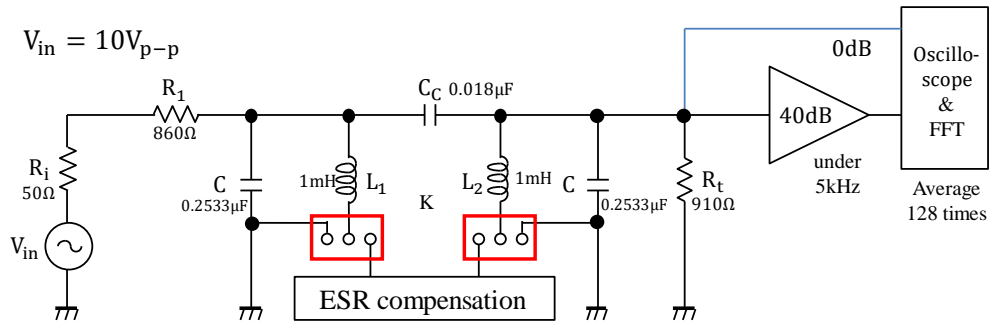 V_in = 10V_p−p
R_1
860Ω
R_i
50Ω
V_in
C
0.2533μF
1mH
L_1
C_C 0.018μF
K
L_2
1mH
C
0.2533μF
ESR compensation
R_t
910Ω
0dB
40dB
under
5kHz
Oscillo-
scope
&
FFT
Average
128 times